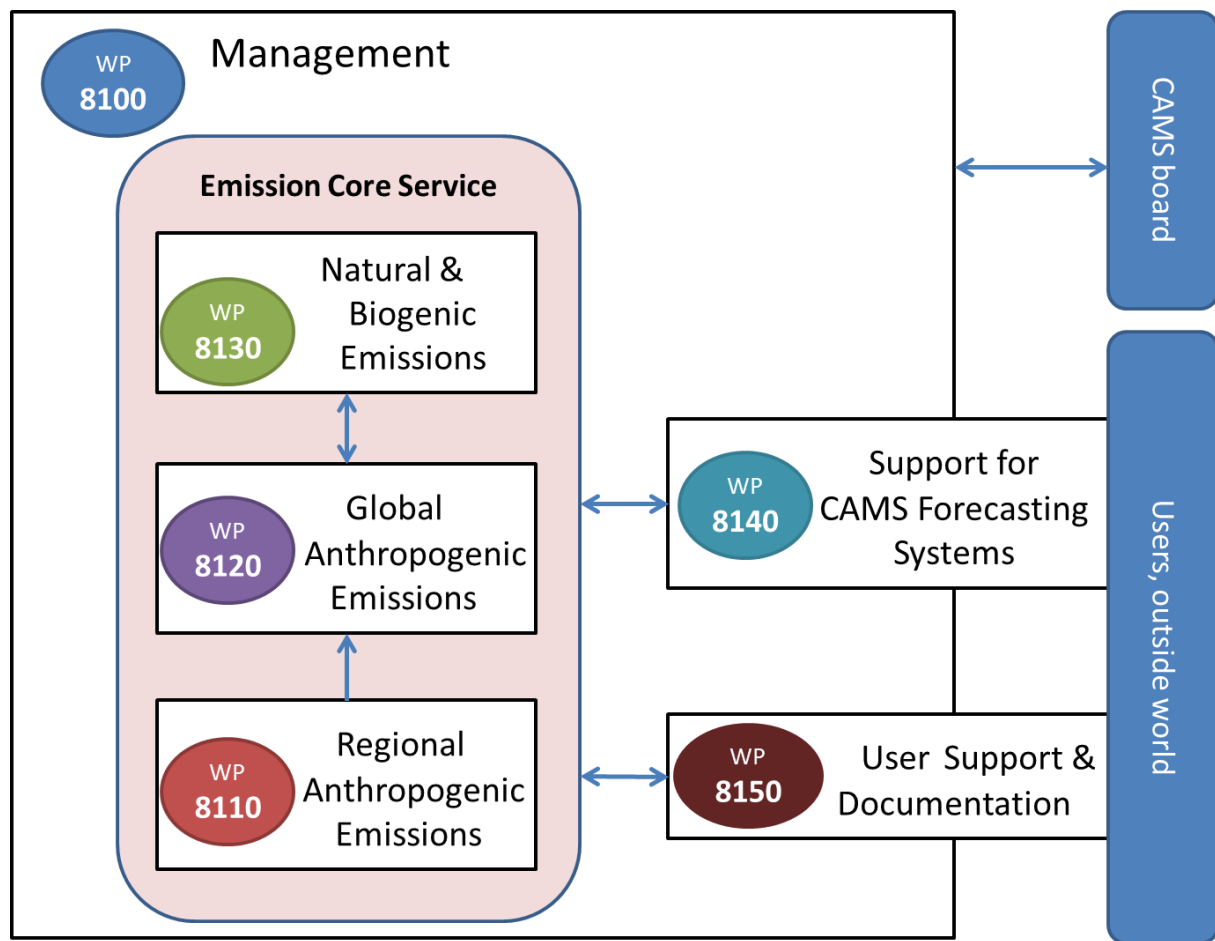 WP
8100
Management
Emission Core Service
WP
8130
Natural &
Biogenic
Emissions
WP
8120
Global
Anthropogenic
Emissions
WP
8110
Regional
Anthropogenic
Emissions
WP
8140
Support for
CAMS Forecasting
Systems
WP
8150
User Support &
Documentation
CAMS board
Users, outside world